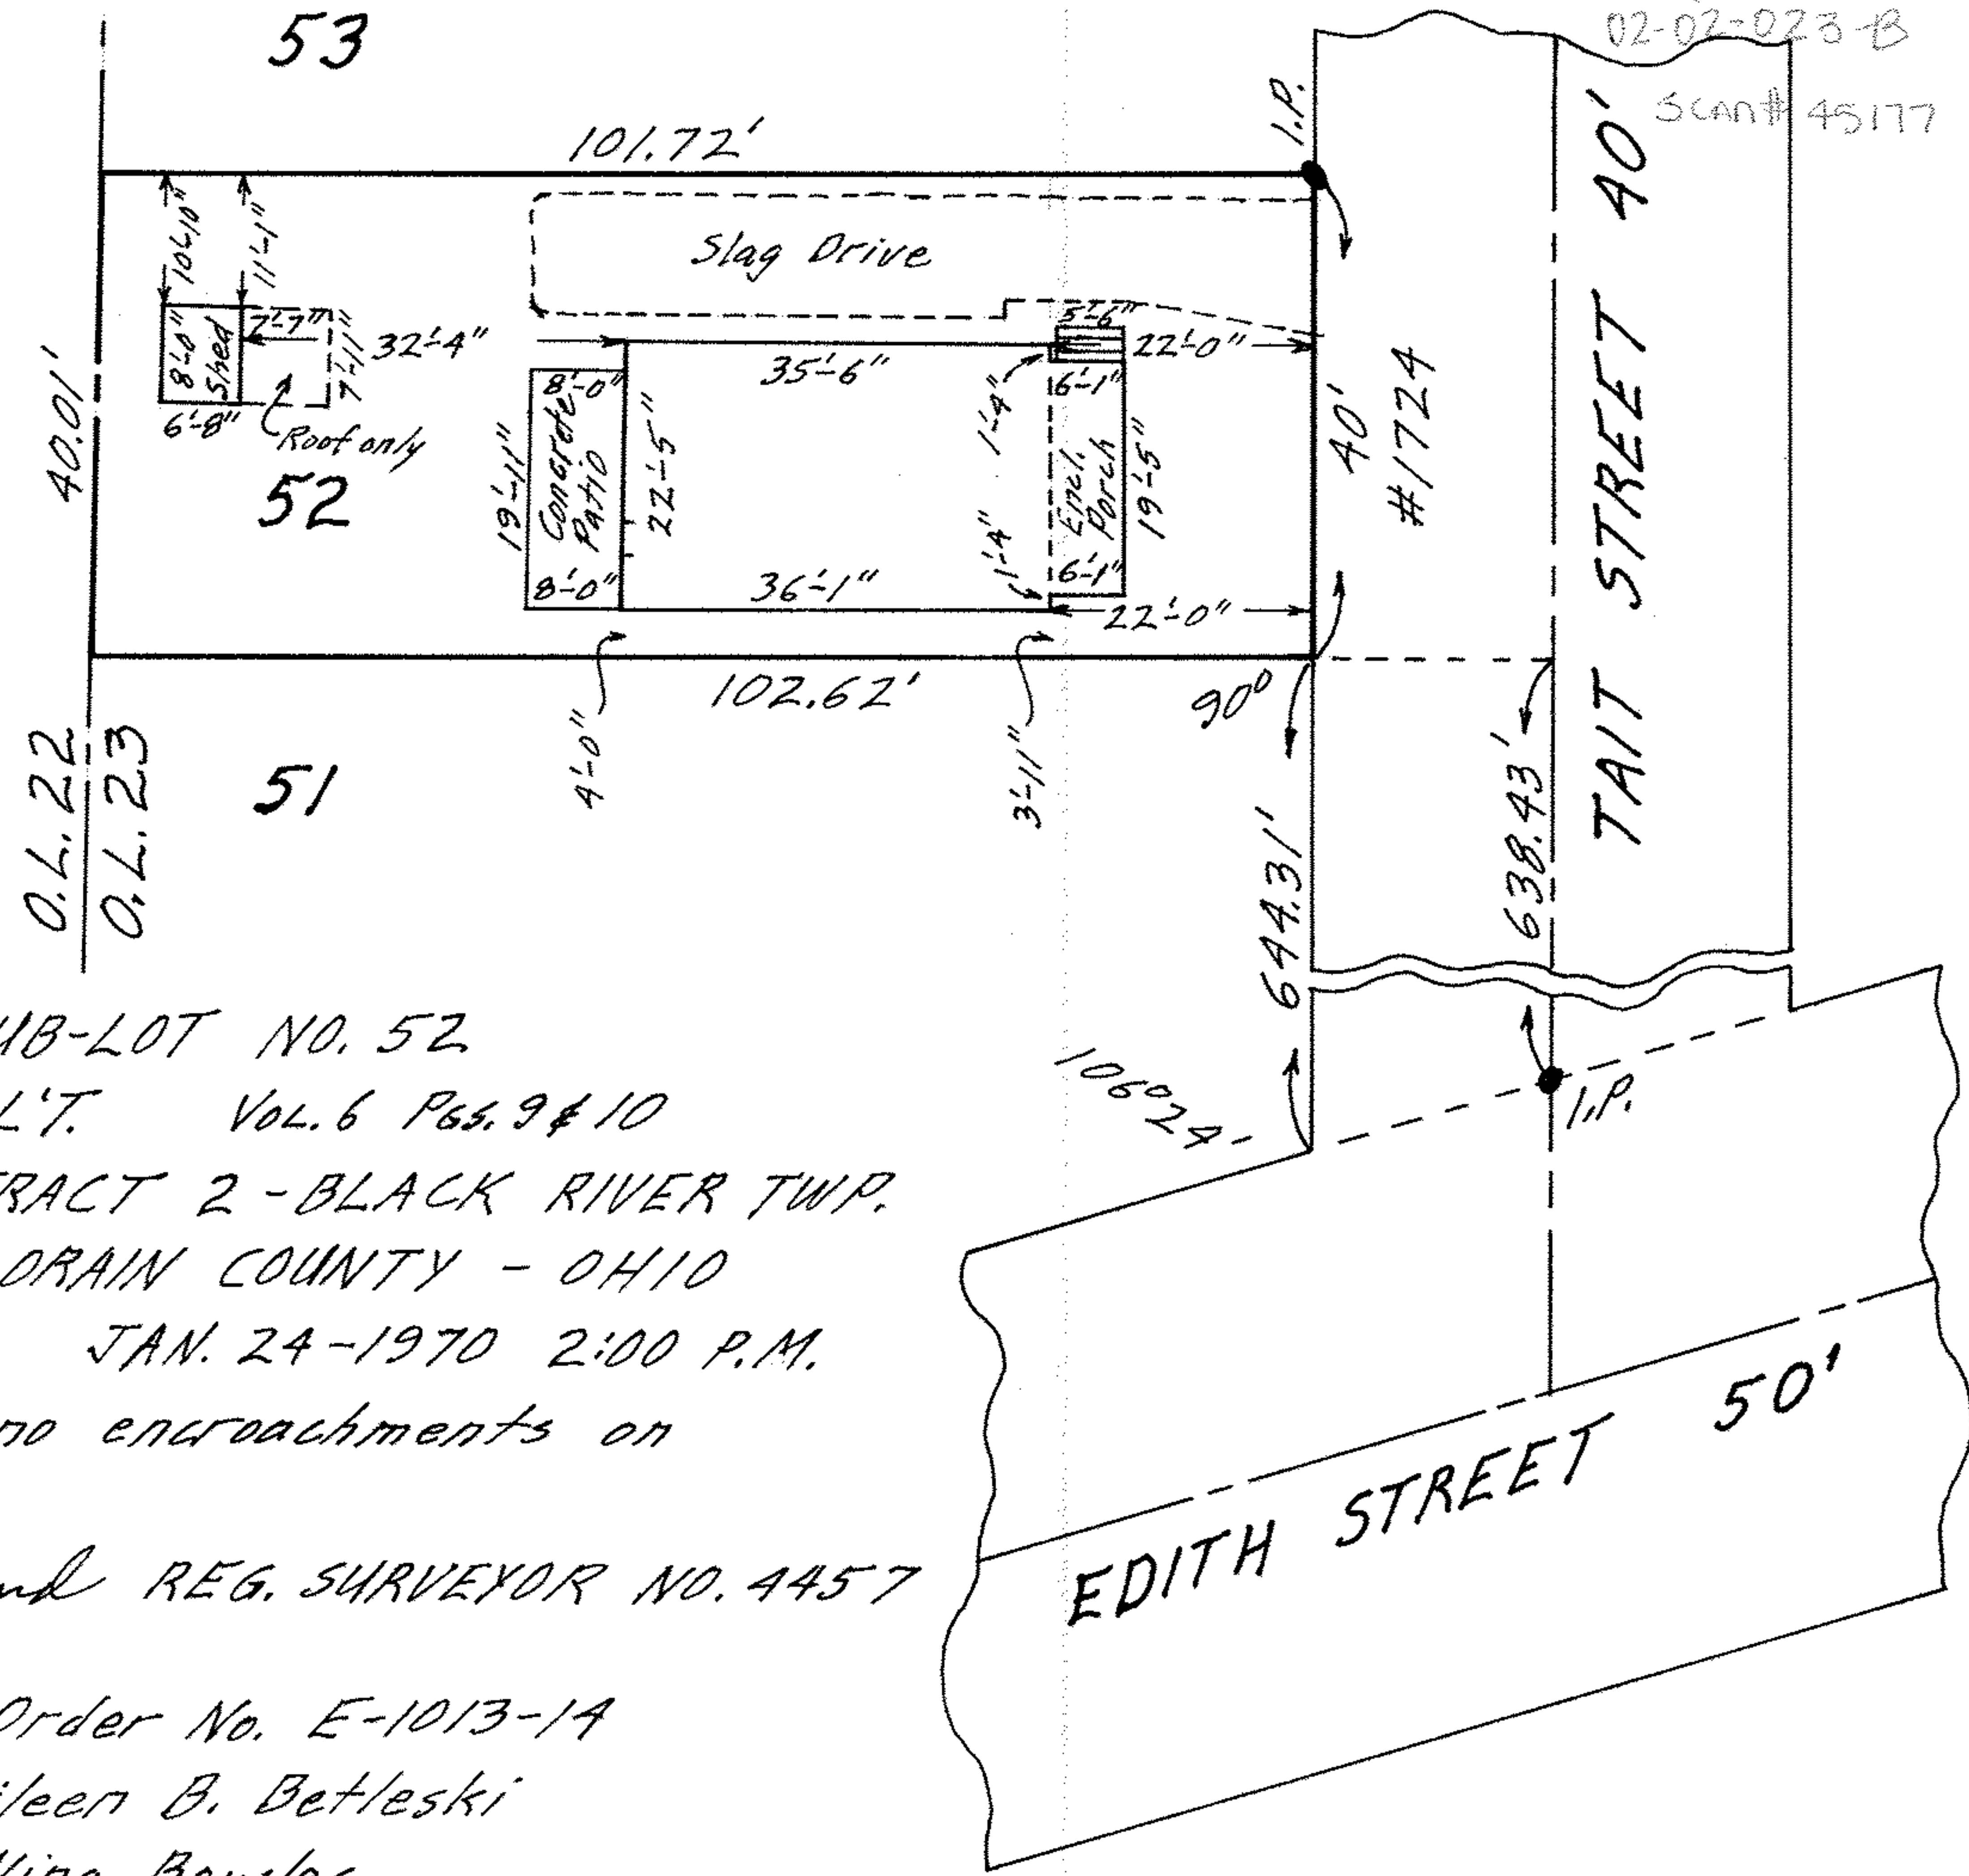 02-02-023-B
SCAN# 45177
53
I.P.
101.72'
TAIT STREET 40'
10'-10"
11'-1"
Slag Drive
8'-0"
Shed
7'-7"
7'-11"
32'-4"
5'-6"
22'-0"
35'-6"
6'-8"
Roof only
8'-0"
1'-4"
6'-1"
40.01'
40'
#1724
19'-11"
Concrete
Patio
22'-5"
Encl.
Porch
19'-5"
52
8'-0"
36'-1"
1'-4"
6'-1"
22'-0"
102.62'
90°
4'-0"
3'-11"
O.L. 22
O.L. 23
51
644.31'
638.43'
106°24'
I.P.
UB-LOT NO. 52
L'T. VOL. 6 PGS. 9 & 10
RACT 2 - BLACK RIVER TWP.
ORAIN COUNTY - OHIO
JAN. 24-1970 2:00 P.M.
no encroachments on
nd REG. SURVEYOR NO. 4457
EDITH STREET 50'
Order No. E-1013-14
ileen B. Betleski